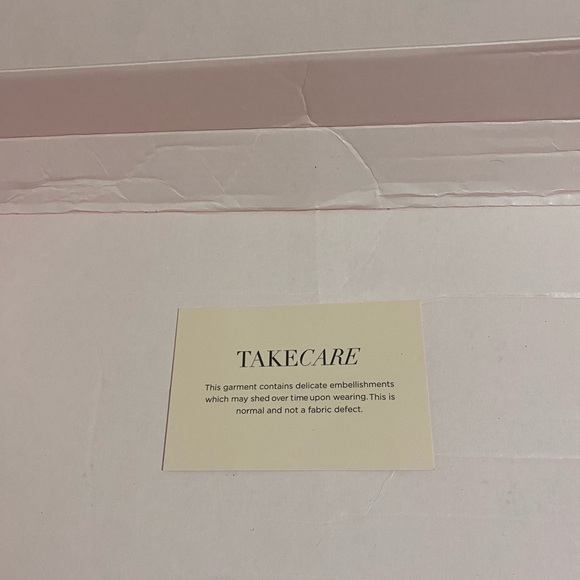 TAKECARE
This garment contains delicate embellishments
which may shed over time upon wearing. This is
normal and not a fabric defect.